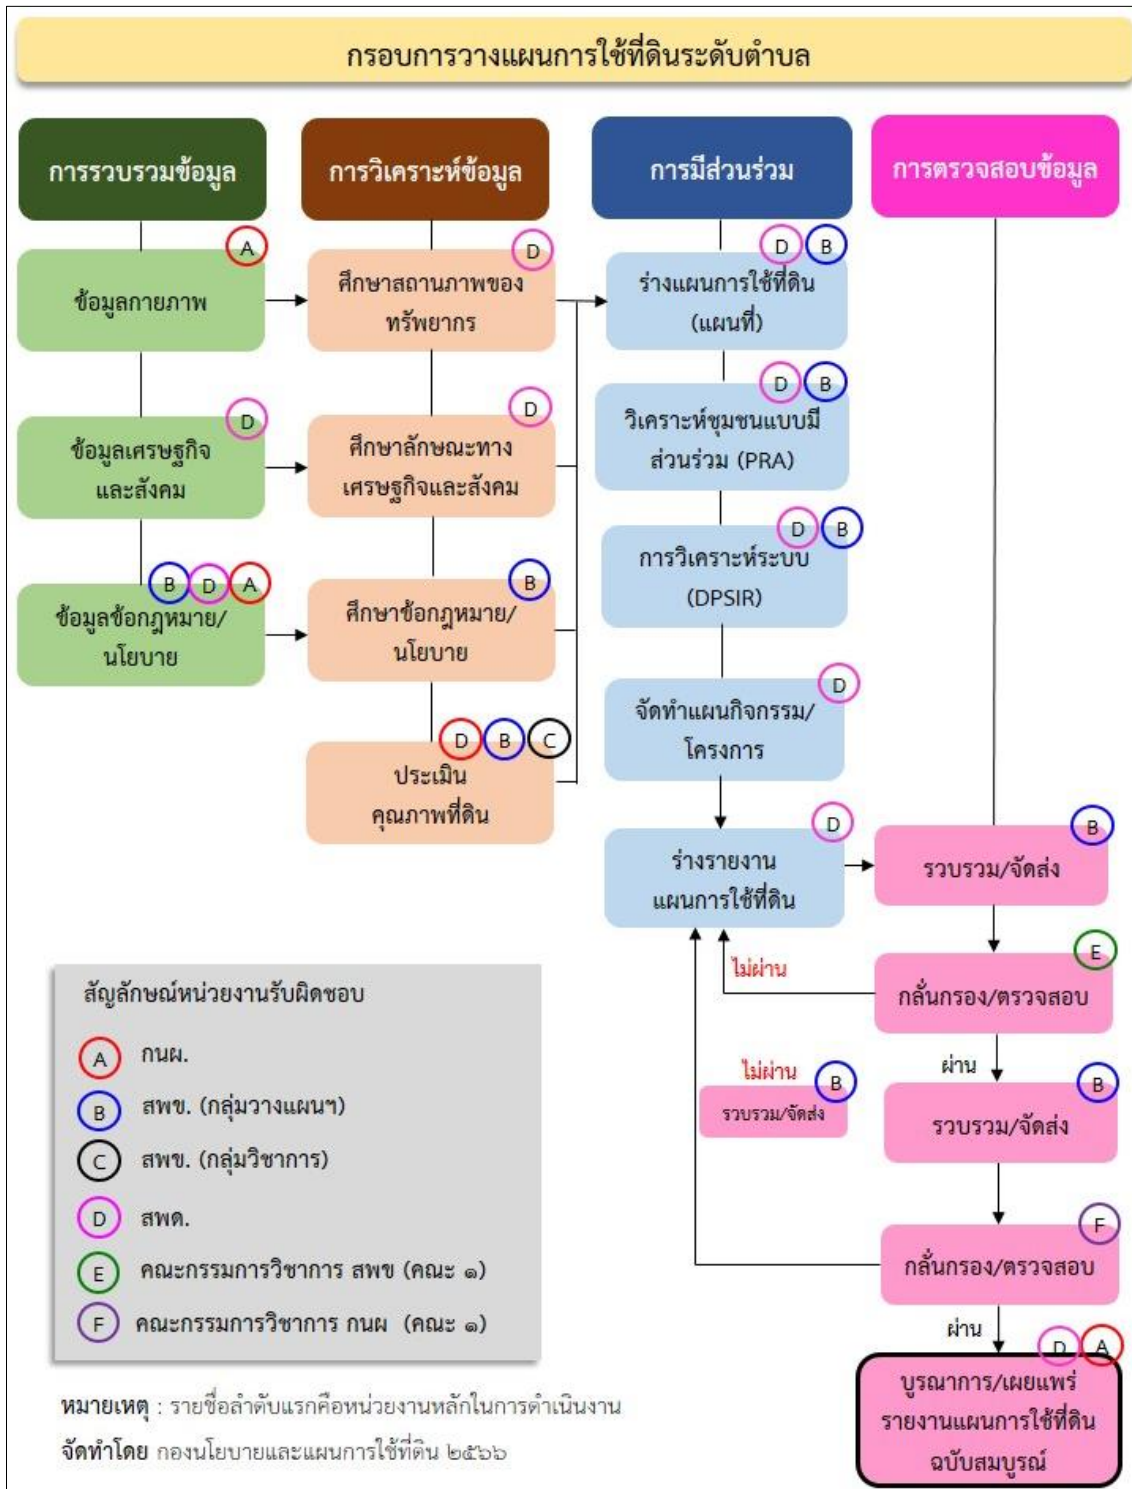 กรอบการวางแผนการใช้ที่ดินระดับตำบล
การรวบรวมข้อมูล
A
ข้อมูลกายภาพ
D
ข้อมูลเศรษฐกิจ
และสังคม
B D A
ข้อมูลข้อกฎหมาย/
นโยบาย
การวิเคราะห์ข้อมูล
D
ศึกษาสถานภาพของ
ทรัพยากร
D
ศึกษาลักษณะทาง
เศรษฐกิจและสังคม
B
ศึกษาข้อกฎหมาย/
นโยบาย
D B C
ประเมิน
คุณภาพที่ดิน
การมีส่วนร่วม
D B
ร่างแผนการใช้ที่ดิน
(แผนที่)
D B
วิเคราะห์ชุมชนแบบมี
ส่วนร่วม (PRA)
D B
การวิเคราะห์ระบบ
(DPSIR)
D
จัดทำแผนกิจกรรม/
โครงการ
D
ร่างรายงาน
แผนการใช้ที่ดิน
การตรวจสอบข้อมูล
B
รวบรวม/จัดส่ง
E
กลั่นกรอง/ตรวจสอบ
ไม่ผ่าน
ผ่าน
B
รวบรวม/จัดส่ง
ไม่ผ่าน
B
รวบรวม/จัดส่ง
F
กลั่นกรอง/ตรวจสอบ
ผ่าน
D A
บูรณาการ/เผยแพร่
รายงานแผนการใช้ที่ดิน
ฉบับสมบูรณ์
สัญลักษณ์หน่วยงานรับผิดชอบ
A กนผ.
B สพข. (กลุ่มวางแผนฯ)
C สพข. (กลุ่มวิชาการ)
D สพด.
E คณะกรรมการวิชาการ สพข (คณะ ๑)
F คณะกรรมการวิชาการ กนผ (คณะ ๑)
หมายเหตุ : รายชื่อลำดับแรกคือหน่วยงานหลักในการดำเนินงาน
จัดทำโดย กองนโยบายและแผนการใช้ที่ดิน ๒๕๖๖